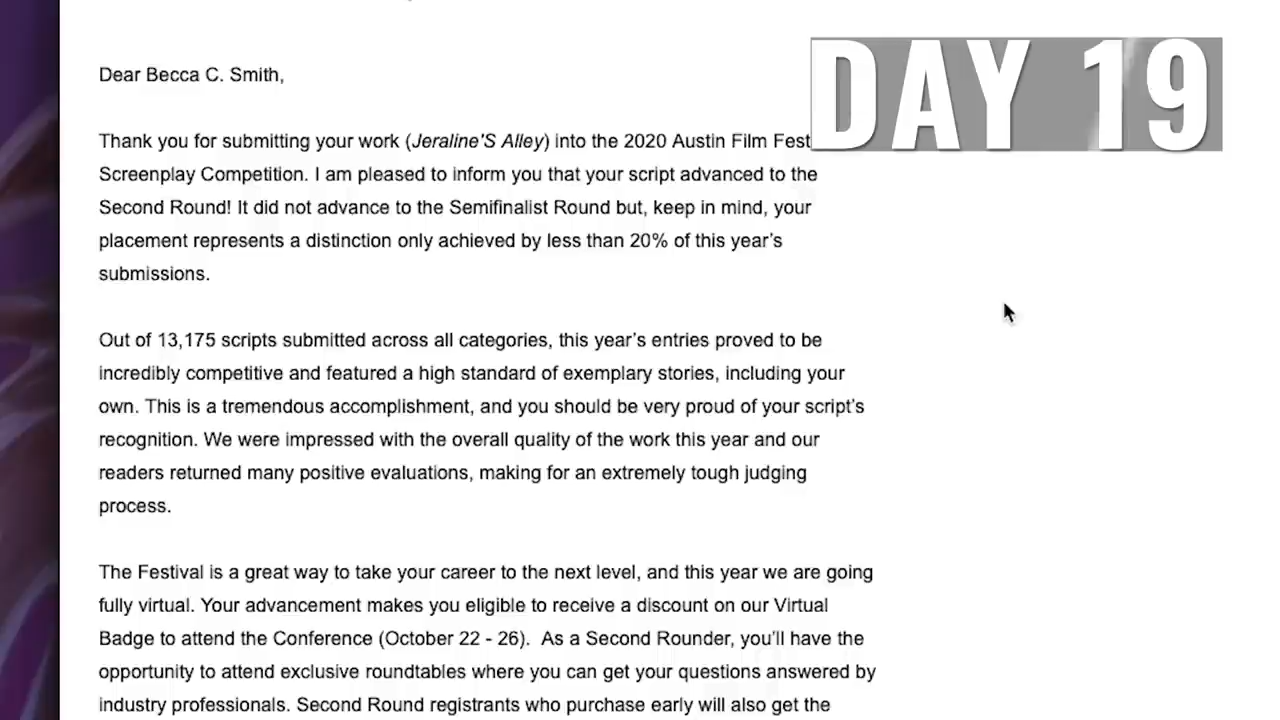 DAY 19
Dear Becca C. Smith,
Thank you for submitting your work (Jeraline'S Alley) into the 2020 Austin Film Fest
Screenplay Competition. I am pleased to inform you that your script advanced to the
Second Round! It did not advance to the Semifinalist Round but, keep in mind, your
placement represents a distinction only achieved by less than 20% of this year’s
submissions.
Out of 13,175 scripts submitted across all categories, this year’s entries proved to be
incredibly competitive and featured a high standard of exemplary stories, including your
own. This is a tremendous accomplishment, and you should be very proud of your script’s
recognition. We were impressed with the overall quality of the work this year and our
readers returned many positive evaluations, making for an extremely tough judging
process.
The Festival is a great way to take your career to the next level, and this year we are going
fully virtual. Your advancement makes you eligible to receive a discount on our Virtual
Badge to attend the Conference (October 22 - 26).  As a Second Rounder, you’ll have the
opportunity to attend exclusive roundtables where you can get your questions answered by
industry professionals. Second Round registrants who purchase early will also get the